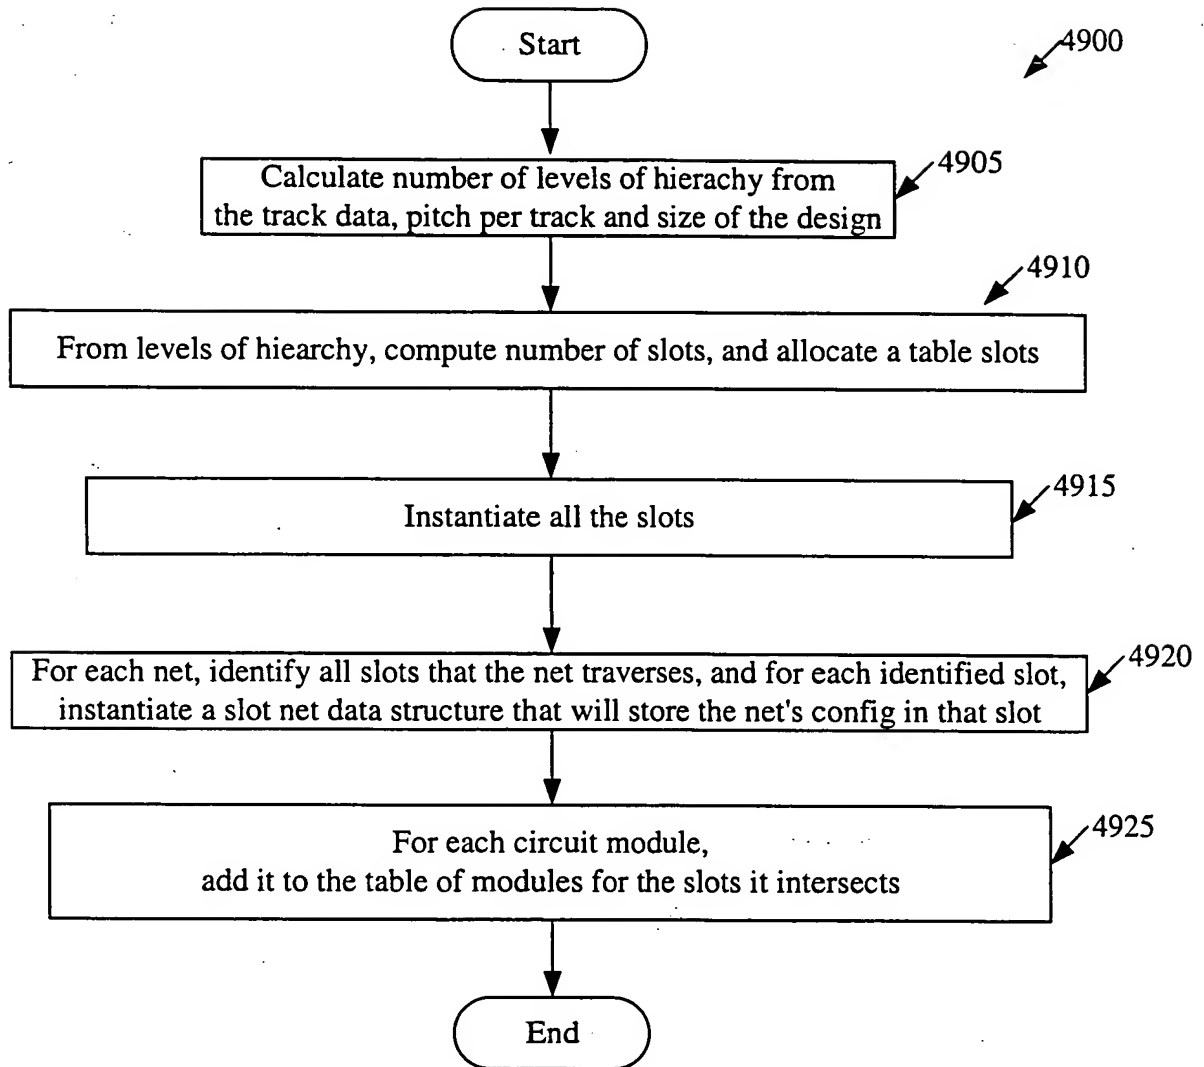 Start
4900
4905
Calculate number of levels of hierachy from
the track data, pitch per track and size of the design
4910
From levels of hiearchy, compute number of slots, and allocate a table slots
4915
Instantiate all the slots
4920
For each net, identify all slots that the net traverses, and for each identified slot,
instantiate a slot net data structure that will store the net's config in that slot
4925
For each circuit module,
add it to the table of modules for the slots it intersects
End